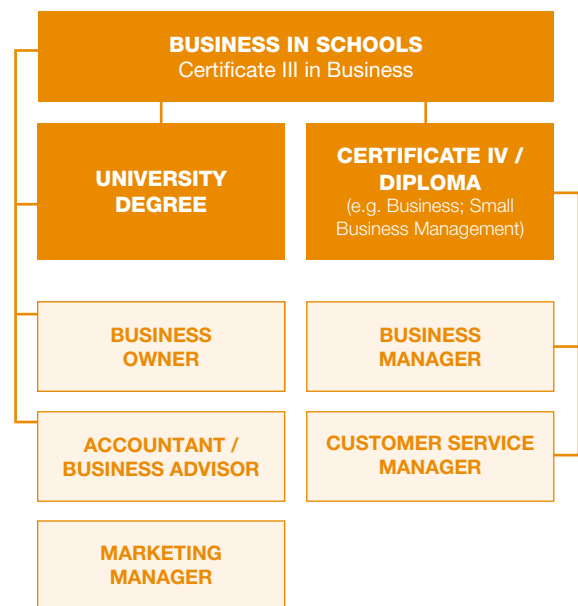 BUSINESS IN SCHOOLS
Certificate III in Business
UNIVERSITY
DEGREE
CERTIFICATE IV /
DIPLOMA
(e.g. Business; Small
Business Management)
BUSINESS
OWNER
BUSINESS
MANAGER
ACCOUNTANT /
BUSINESS ADVISOR
CUSTOMER SERVICE
MANAGER
MARKETING
MANAGER